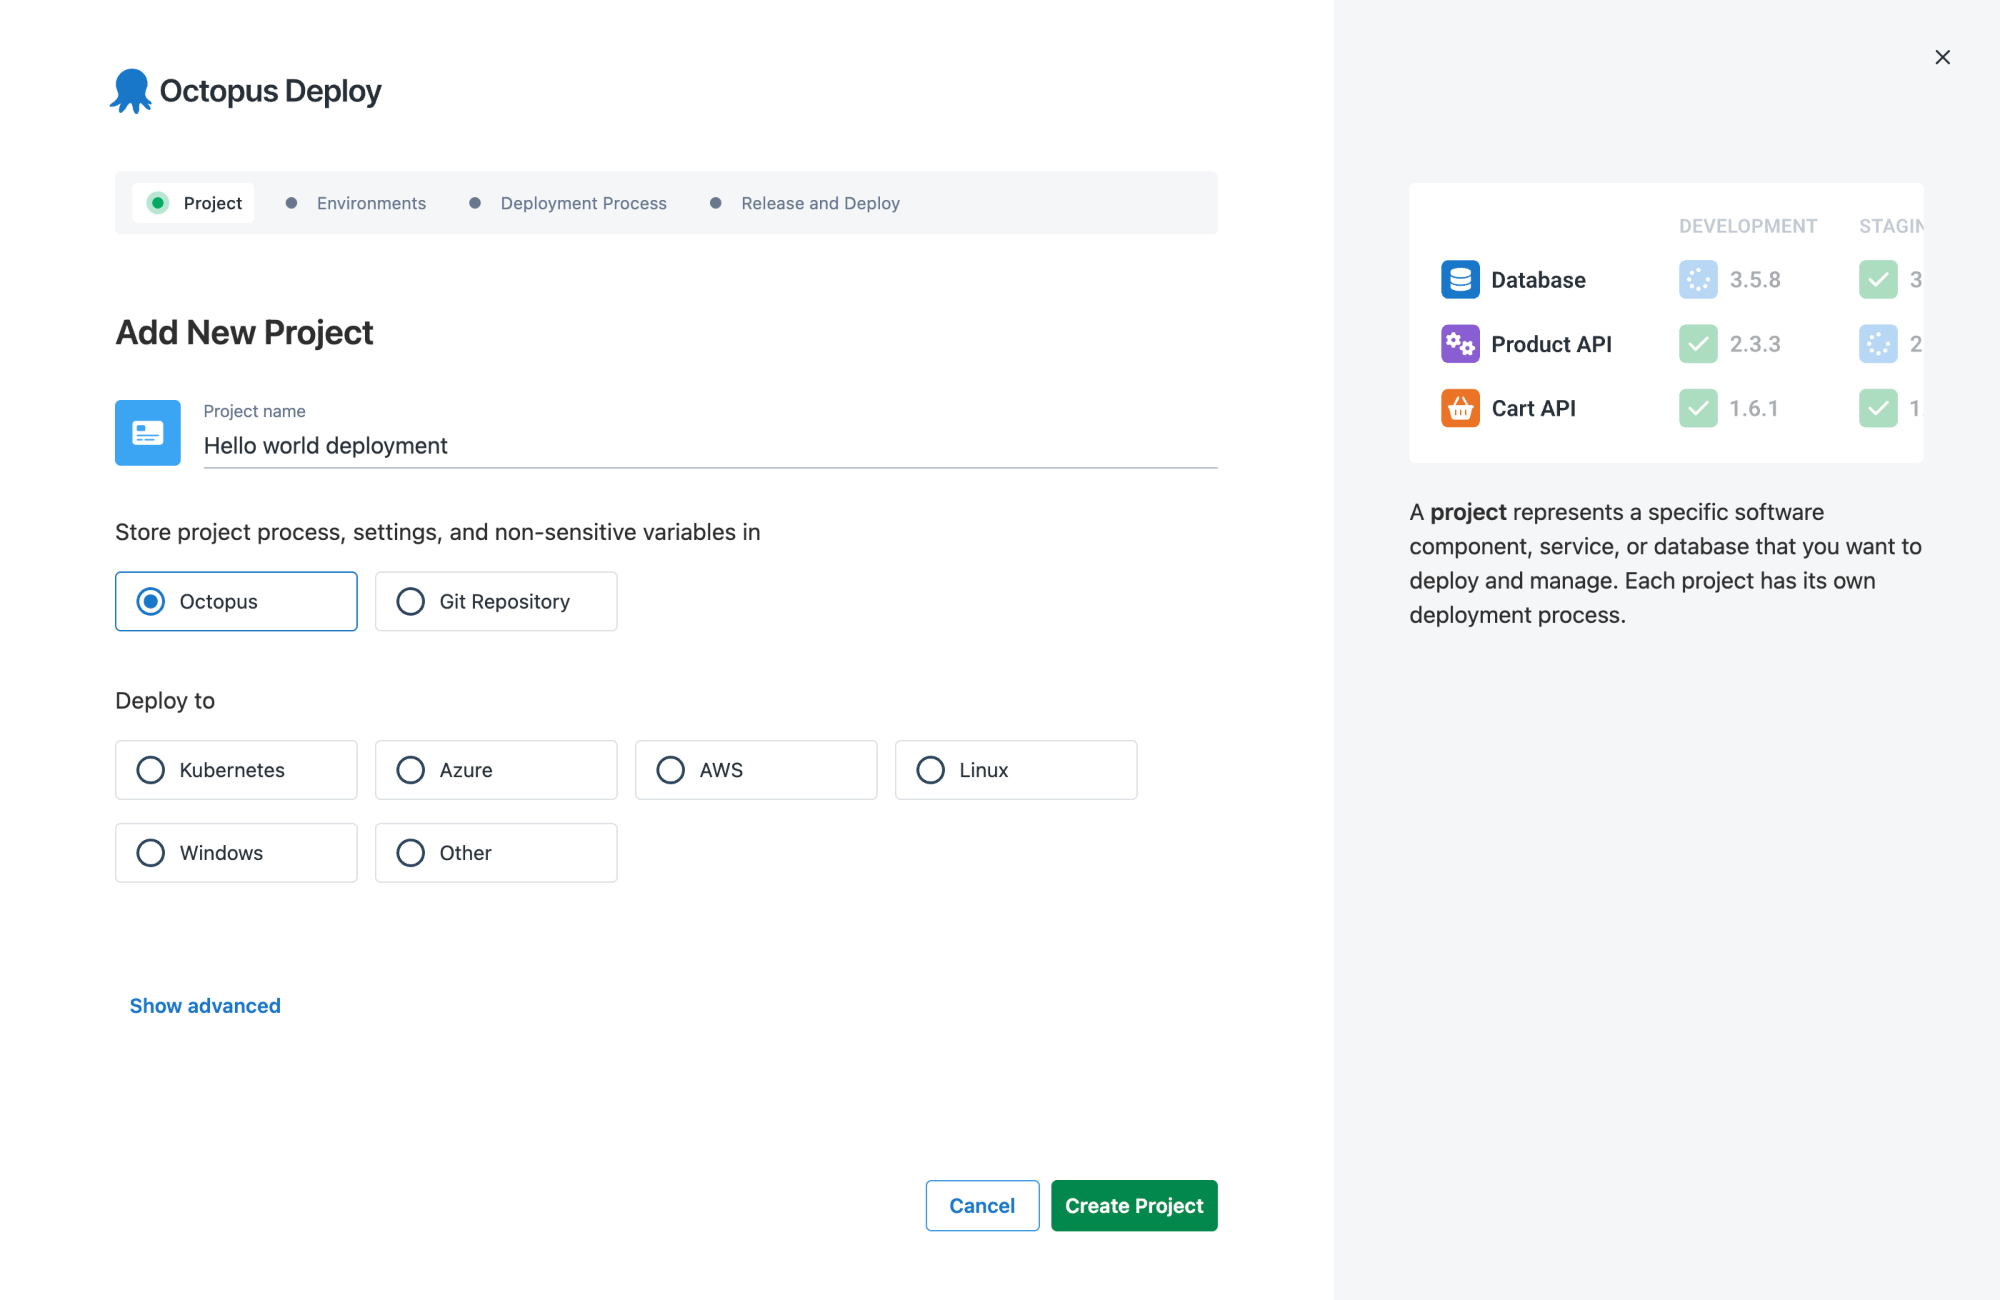 Octopus Deploy
Project Environments Deployment Process Release and Deploy
Add New Project
Project name
Hello world deployment
Store project process, settings, and non-sensitive variables in
Octopus Git Repository
Deploy to
Kubernetes Azure AWS Linux
Windows Other
Show advanced
Cancel Create Project
DEVELOPMENT STAGIN
Database 3.5.8 3
Product API 2.3.3 2
Cart API 1.6.1 1.
A project represents a specific software
component, service, or database that you want to
deploy and manage. Each project has its own
deployment process.